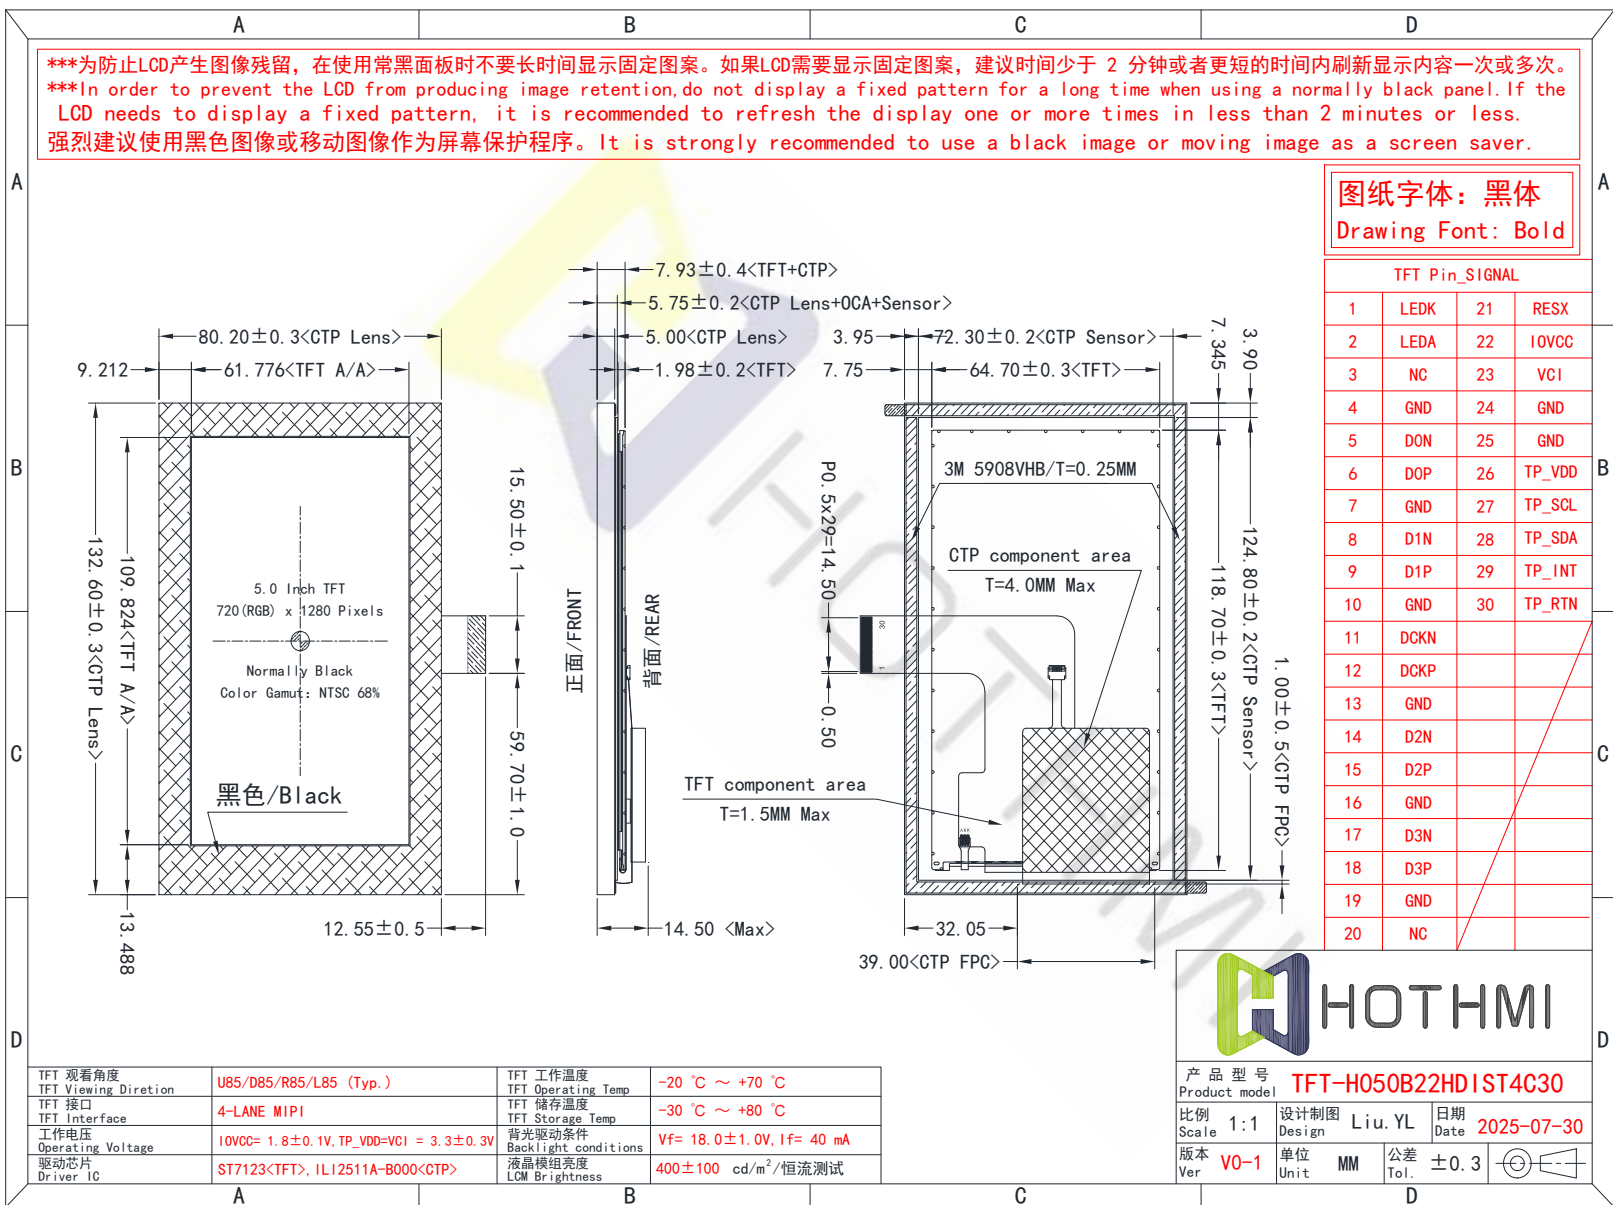 A B C D
***为防止LCD产生图像残留，在使用常黑面板时不要长时间显示固定图案。如果LCD需要显示固定图案，建议时间少于 2 分钟或者更短的时间内刷新显示内容一次或多次。
***In order to prevent the LCD from producing image retention,do not display a fixed pattern for a long time when using a normally black panel.If the
LCD needs to display a fixed pattern, it is recommended to refresh the display one or more times in less than 2 minutes or less.
强烈建议使用黑色图像或移动图像作为屏幕保护程序。It is strongly recommended to use a black image or moving image as a screen saver.
A
A
图纸字体：黑体
Drawing Font: Bold
7.93±0.4<TFT+CTP>
5.75±0.2<CTP Lens+OCA+Sensor>
5.00<CTP Lens>
1.98±0.2<TFT>
80.20±0.3<CTP Lens>
9.212
61.776<TFT A/A>
3.95
72.30±0.2<CTP Sensor>
7.75
64.70±0.3<TFT>
7.345
3.90
B
B
132.60±0.3<CTP Lens>
109.824<TFT A/A>
13.488
5.0 Inch TFT
720(RGB) x 1280 Pixels
Normally Black
Color Gamut: NTSC 68%
黑色/Black
15.50±0.1
59.70±1.0
12.55±0.5
正面/FRONT
背面/REAR
14.50 <Max>
P0.5x29=14.50
0.50
30
1
3M 5908VHB/T=0.25MM
CTP component area
T=4.0MM Max
TFT component area
T=1.5MM Max
118.70±0.3<TFT>
124.80±0.2<CTP Sensor>
1.00±0.5<CTP FPC>
32.05
39.00<CTP FPC>
C
C
TFT Pin_SIGNAL
1 LEDK 21 RESX
2 LEDA 22 IOVCC
3 NC 23 VCI
4 GND 24 GND
5 D0N 25 GND
6 D0P 26 TP_VDD
7 GND 27 TP_SCL
8 D1N 28 TP_SDA
9 D1P 29 TP_INT
10 GND 30 TP_RTN
11 DCKN
12 DCKP
13 GND
14 D2N
15 D2P
16 GND
17 D3N
18 D3P
19 GND
20 NC
HOTHMI
HOTHMI
D
D
TFT 观看角度
TFT Viewing Diretion
U85/D85/R85/L85 (Typ.)
TFT 工作温度
TFT Operating Temp
-20 ℃ ～ +70 ℃
TFT 接口
TFT Interface
4-LANE MIPI
TFT 储存温度
TFT Storage Temp
-30 ℃ ～ +80 ℃
工作电压
Operating Voltage
IOVCC= 1.8±0.1V,TP_VDD=VCI = 3.3±0.3V
背光驱动条件
Backlight conditions
Vf= 18.0±1.0V,If= 40 mA
驱动芯片
Driver IC
ST7123<TFT>,ILI2511A-B000<CTP>
液晶模组亮度
LCM Brightness
400±100 cd/m²/恒流测试
产品型号
Product model
TFT-H050B22HDIST4C30
比例
Scale
1:1
设计制图
Design
Liu.YL
日期
Date
2025-07-30
版本
Ver
V0-1
单位
Unit
MM
公差
Tol.
±0.3
A B C D